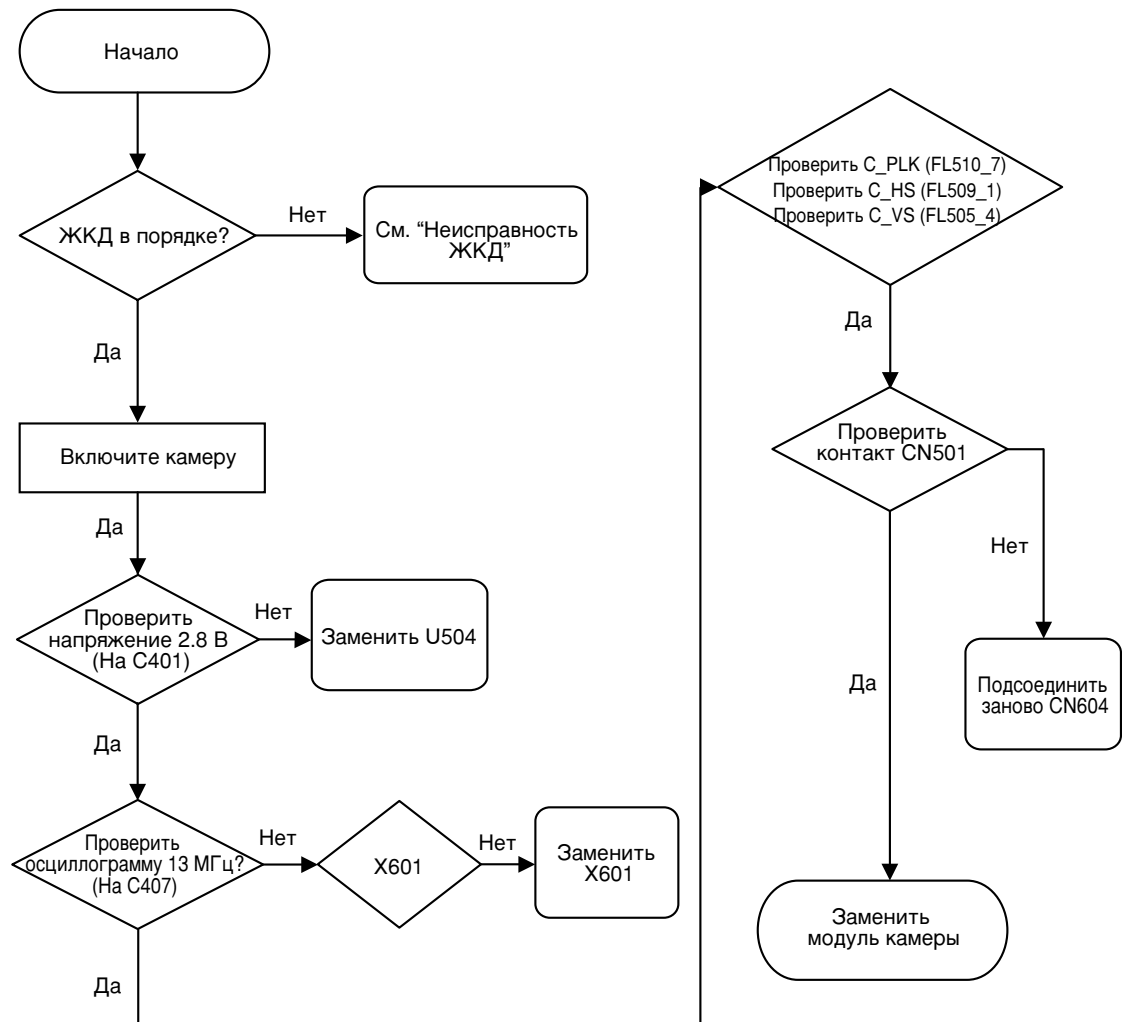 Начало
ЖКД в порядке?
Нет
См. “Неисправность
ЖКД”
Да
Включите камеру
Да
Проверить
напряжение 2.8 В
(На C401)
Нет
Заменить U504
Да
Проверить
осциллограмму 13 МГц?
(На C407)
Нет
X601
Нет
Заменить
X601
Да
Проверить C_PLK (FL510_7)
Проверить C_HS (FL509_1)
Проверить C_VS (FL505_4)
Да
Проверить
контакт CN501
Нет
Подсоединить
заново CN604
Да
Заменить
модуль камеры